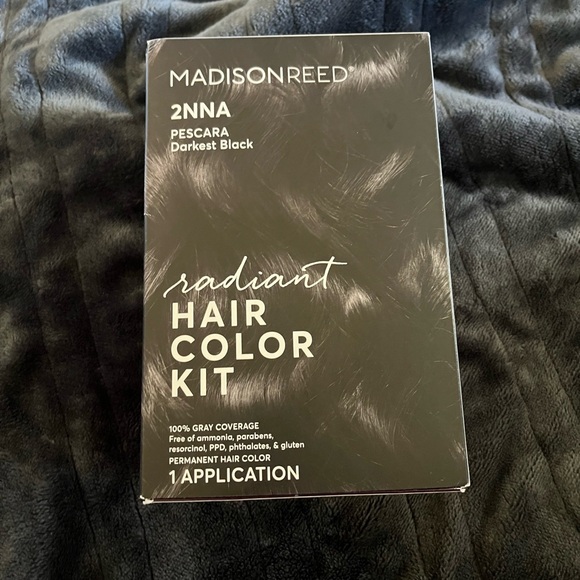 MADISONREED®
2NNA
PESCARA
Darkest Black
radiant
HAIR
COLOR
KIT
100% GRAY COVERAGE
Free of ammonia, parabens,
resorcinol, PPD, phthalates, & gluten
PERMANENT HAIR COLOR
1 APPLICATION